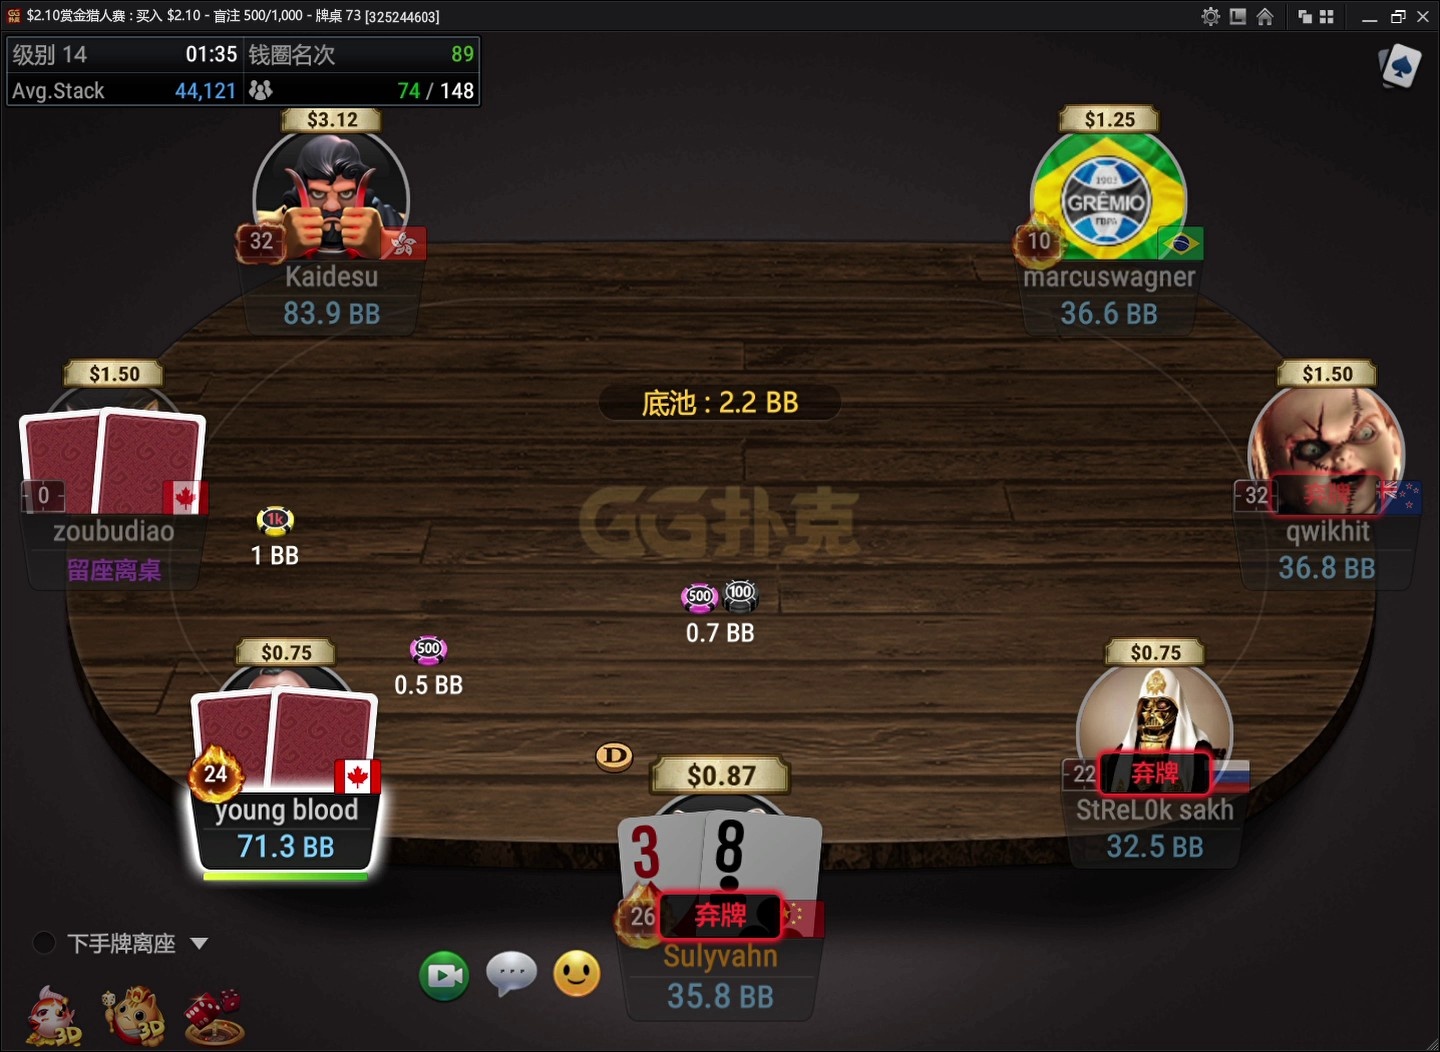 $2.10赏金猎人赛 : 买入 $2.10 - 盲注 500/1,000 - 牌桌 73 [325244603]
级别 14 01:35 钱圈名次 89
Avg.Stack 44,121 74 / 148
$3.12
$1.25
1903
GRÊMIO
FBPA
32
10
Kaidesu
marcuswagner
83.9 BB
36.6 BB
$1.50
$1.50
底池 : 2.2 BB
0
32 弃牌
zoubudiao
qwikhit
留座离桌
36.8 BB
1k
1 BB
GG扑克
500 100
0.7 BB
500
0.5 BB
$0.75
$0.75
24
22 弃牌
young blood
StReL0k sakh
71.3 BB
32.5 BB
D
$0.87
3 8
26 弃牌
Sulyvahn
35.8 BB
下手牌离座
3D
3D